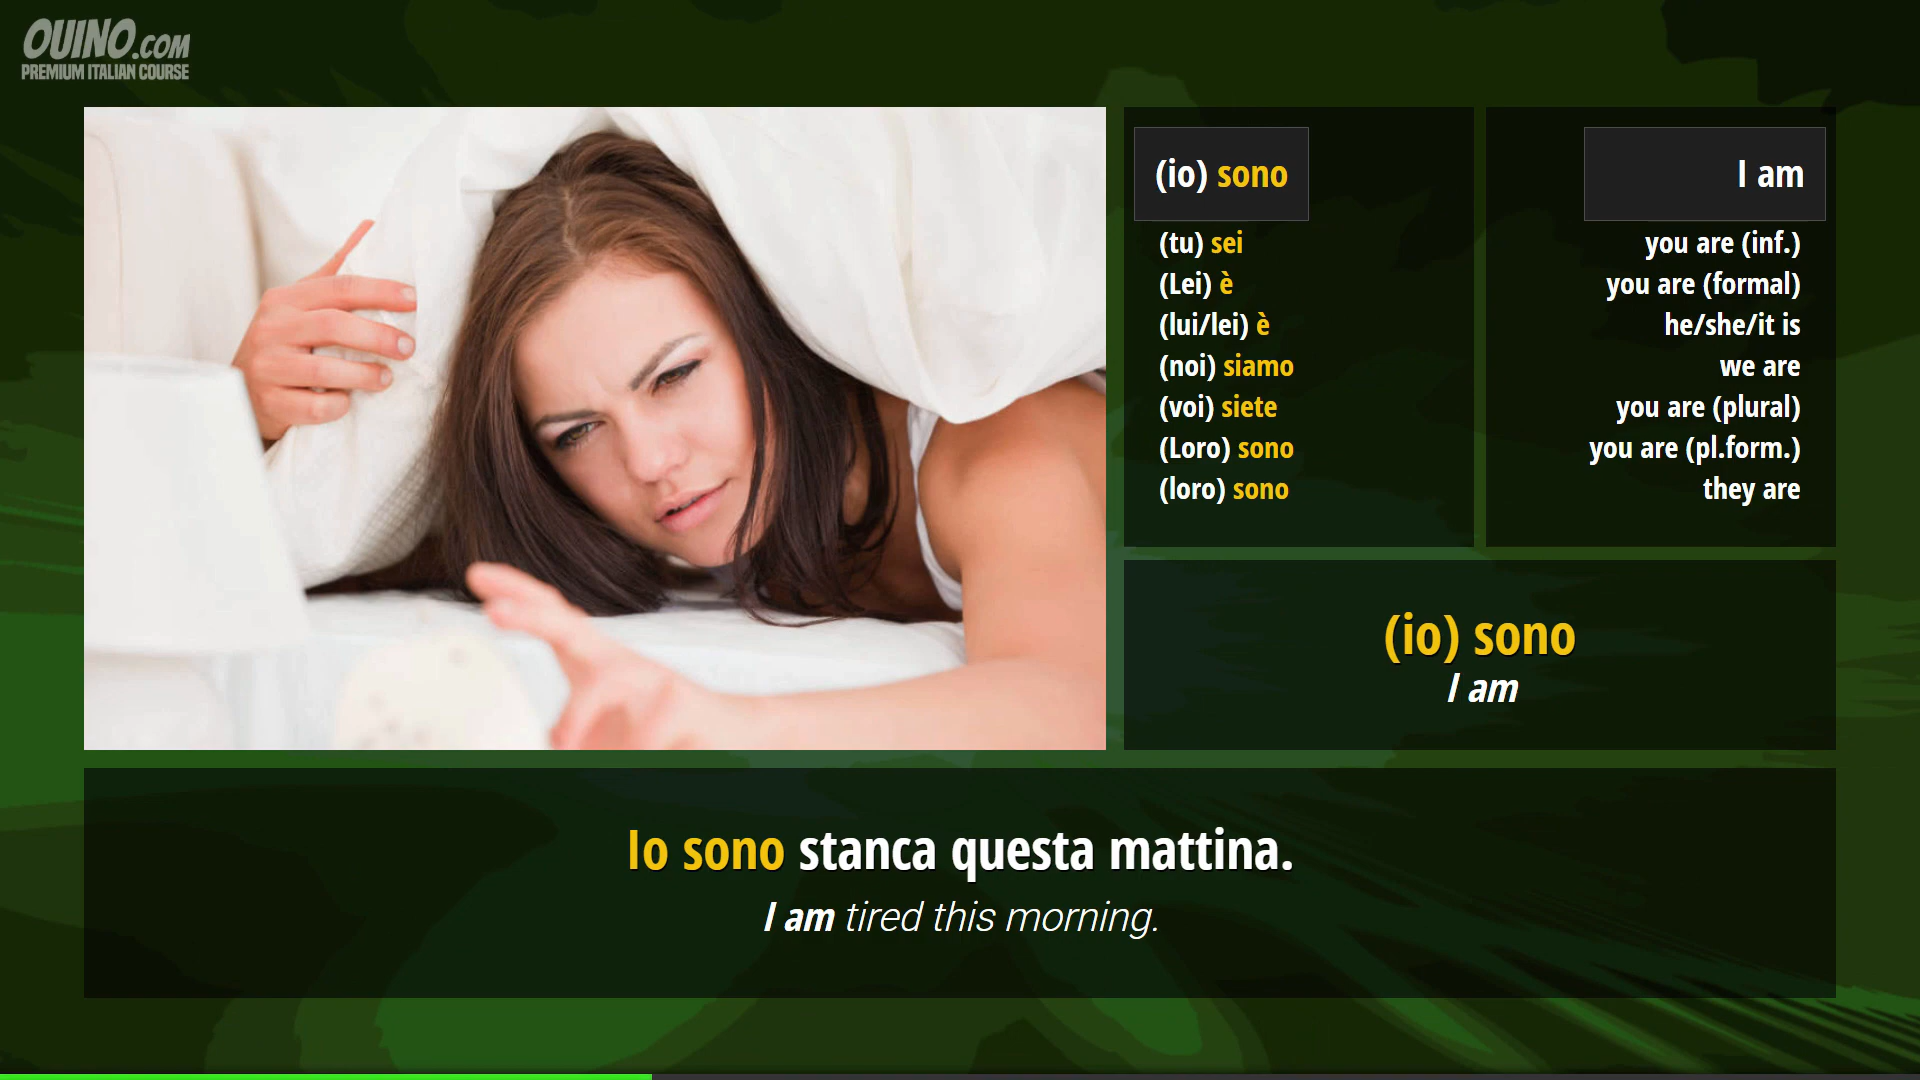 OUINO.COM
PREMIUM ITALIAN COURSE
(io) sono
(tu) sei
(Lei) è
(lui/lei) è
(noi) siamo
(voi) siete
(Loro) sono
(loro) sono
I am
you are (inf.)
you are (formal)
he/she/it is
we are
you are (plural)
you are (pl.form.)
they are
(io) sono
I am
Io sono stanca questa mattina.
I am tired this morning.